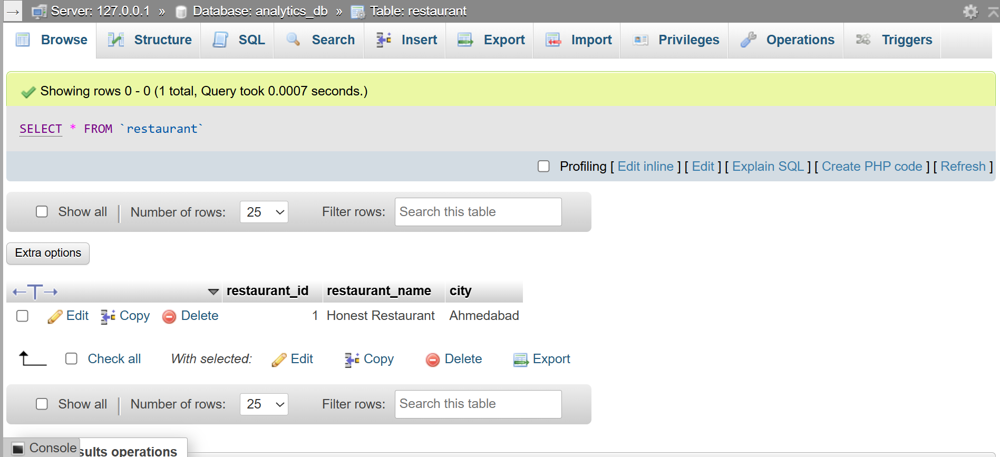 → Server: 127.0.0.1 » Database: analytics_db » Table: restaurant
Browse Structure SQL Search Insert Export Import Privileges Operations Triggers
Showing rows 0 - 0 (1 total, Query took 0.0007 seconds.)
SELECT * FROM `restaurant`
Profiling [ Edit inline ] [ Edit ] [ Explain SQL ] [ Create PHP code ] [ Refresh ]
Show all | Number of rows: 25 Filter rows: Search this table
Extra options
←T→ restaurant_id restaurant_name city
Edit Copy Delete 1 Honest Restaurant Ahmedabad
Check all With selected: Edit Copy Delete Export
Show all | Number of rows: 25 Filter rows: Search this table
Console sults operations